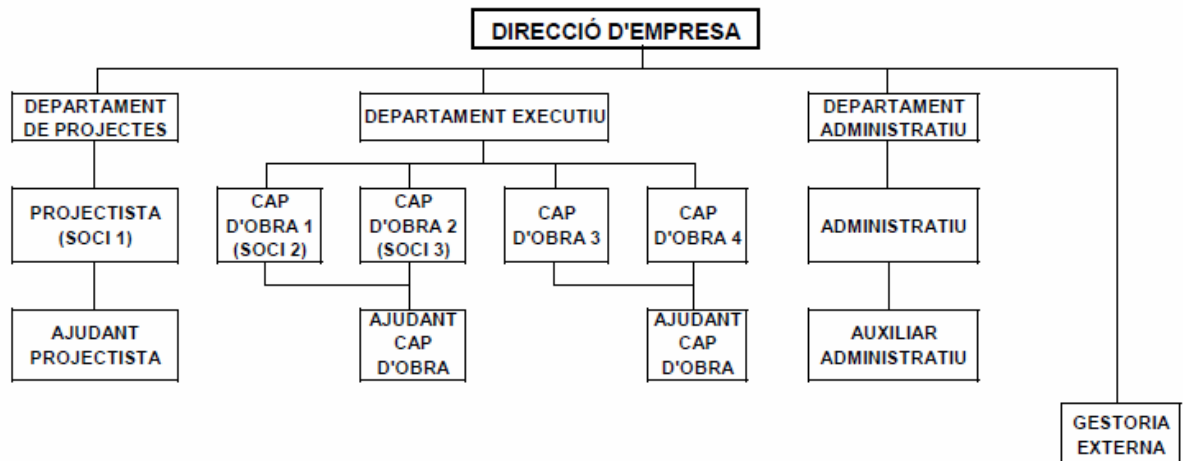 DIRECCIÓ D'EMPRESA
DEPARTAMENT
DE PROJECTES
DEPARTAMENT EXECUTIU
DEPARTAMENT
ADMINISTRATIU
PROJECTISTA
(SOCI 1)
CAP
D'OBRA 1
(SOCI 2)
CAP
D'OBRA 2
(SOCI 3)
CAP
D'OBRA 3
CAP
D'OBRA 4
ADMINISTRATIU
AJUDANT
PROJECTISTA
AJUDANT
CAP
D'OBRA
AJUDANT
CAP
D'OBRA
AUXILIAR
ADMINISTRATIU
GESTORIA
EXTERNA